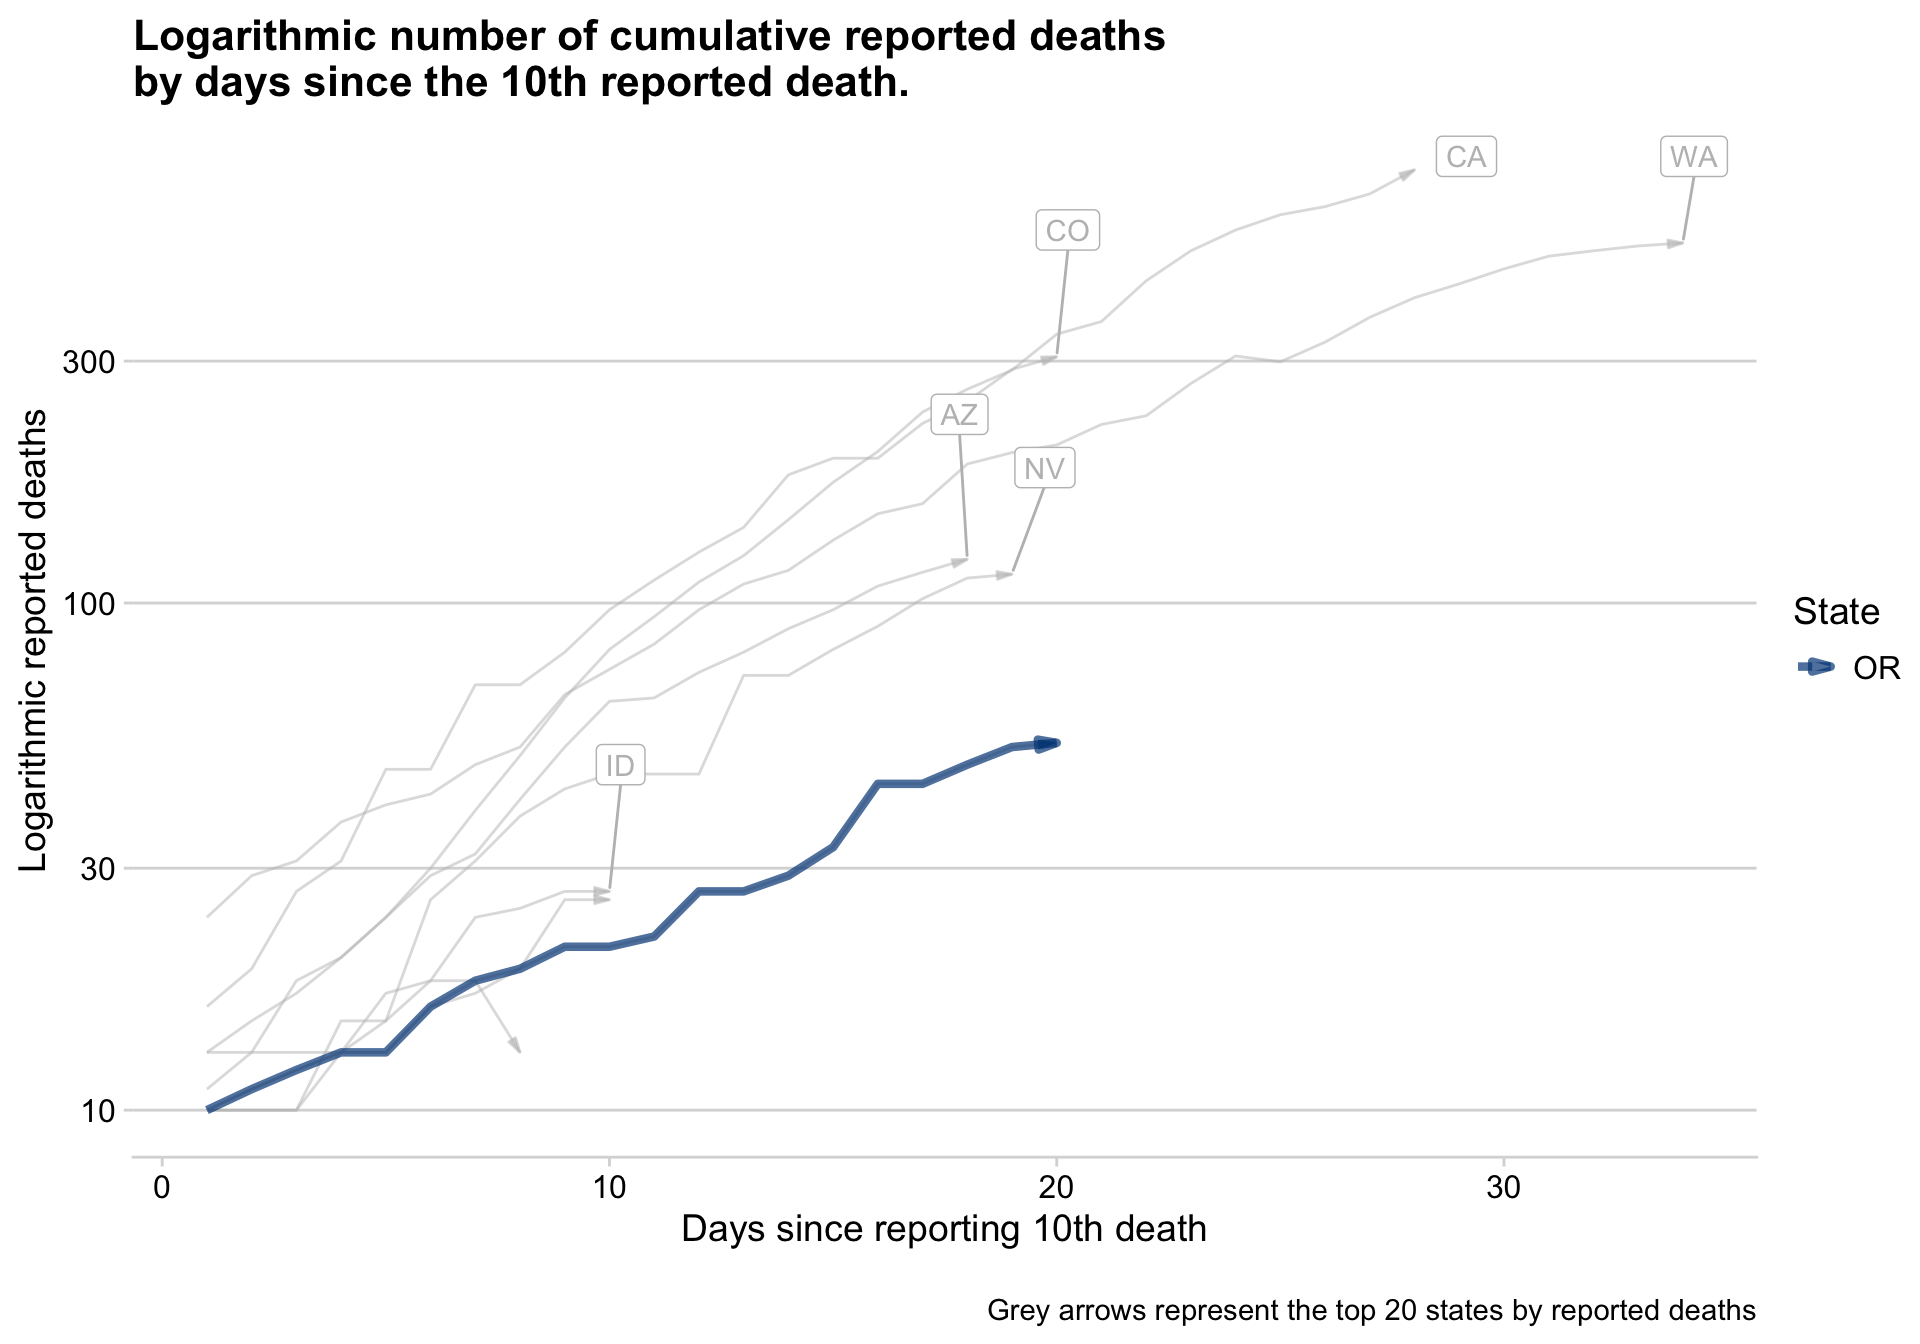 Logarithmic number of cumulative reported deaths
by days since the 10th reported death.
CA
WA
CO
300
AZ
NV
Logarithmic reported deaths
100
State
OR
ID
30
10
0
10
20
30
Days since reporting 10th death
Grey arrows represent the top 20 states by reported deaths